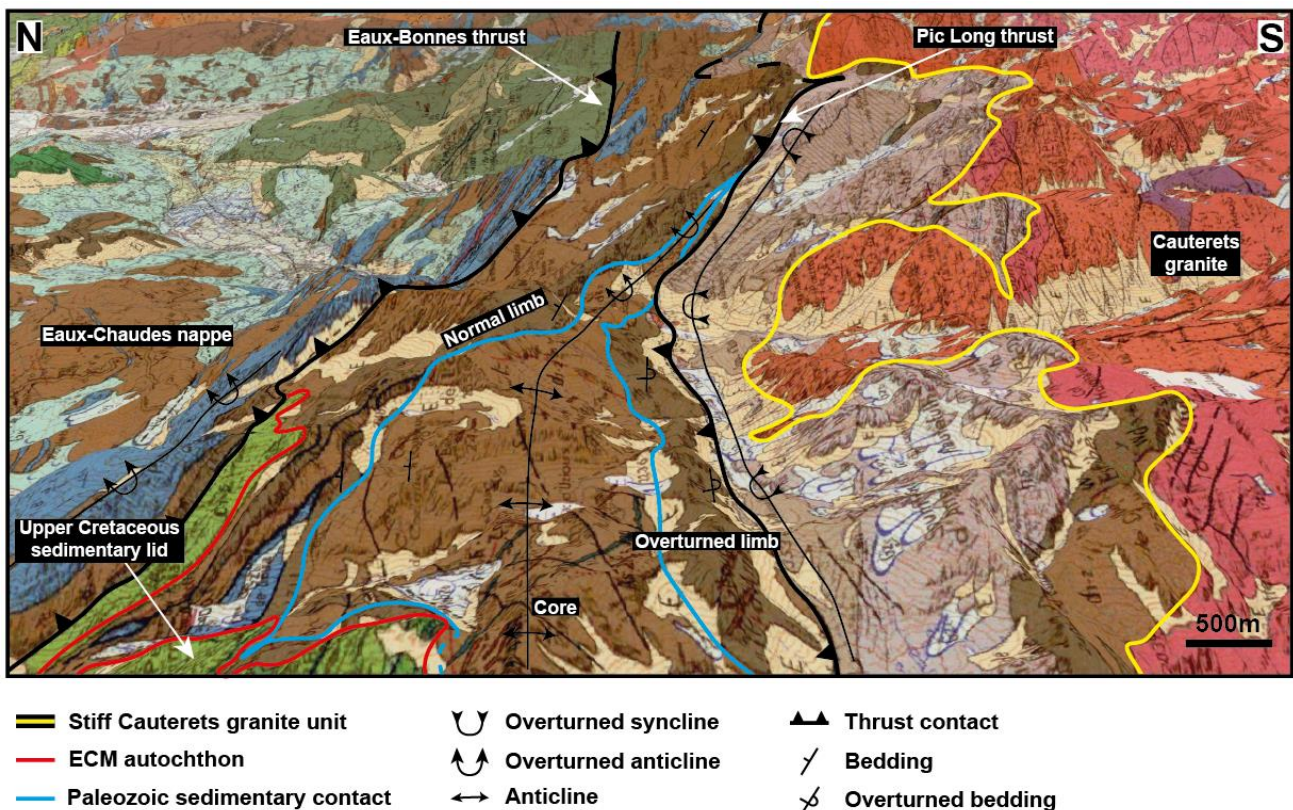 N
Eaux-Bonnes thrust
Pic Long thrust
S
Cauterets
granite
Normal limb
Eaux-Chaudes nappe
Upper Cretaceous
sedimentary lid
Overturned limb
Core
500m
Stiff Cauterets granite unit
Overturned syncline
Thrust contact
ECM autochthon
Overturned anticline
Bedding
Paleozoic sedimentary contact
Anticline
Overturned bedding